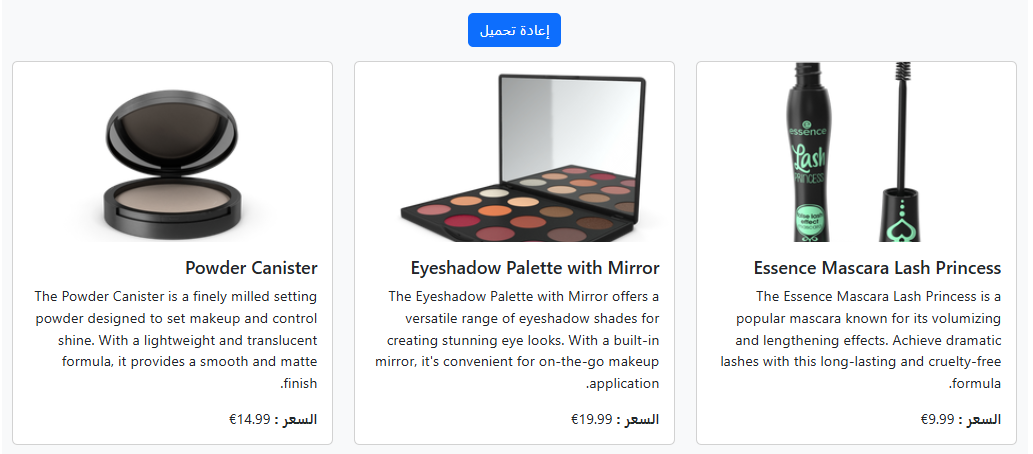 إعادة تحميل
essence
Lash
PRINCESS
false lash
effect
Essence Mascara Lash Princess
The Essence Mascara Lash Princess is a
popular mascara known for its volumizing
and lengthening effects. Achieve dramatic
lashes with this long-lasting and cruelty-free
formula.
السعر : 9.99€
Eyeshadow Palette with Mirror
The Eyeshadow Palette with Mirror offers a
versatile range of eyeshadow shades for
creating stunning eye looks. With a built-in
mirror, it's convenient for on-the-go makeup
application.
السعر : 19.99€
Powder Canister
The Powder Canister is a finely milled setting
powder designed to set makeup and control
shine. With a lightweight and translucent
formula, it provides a smooth and matte
finish.
السعر : 14.99€